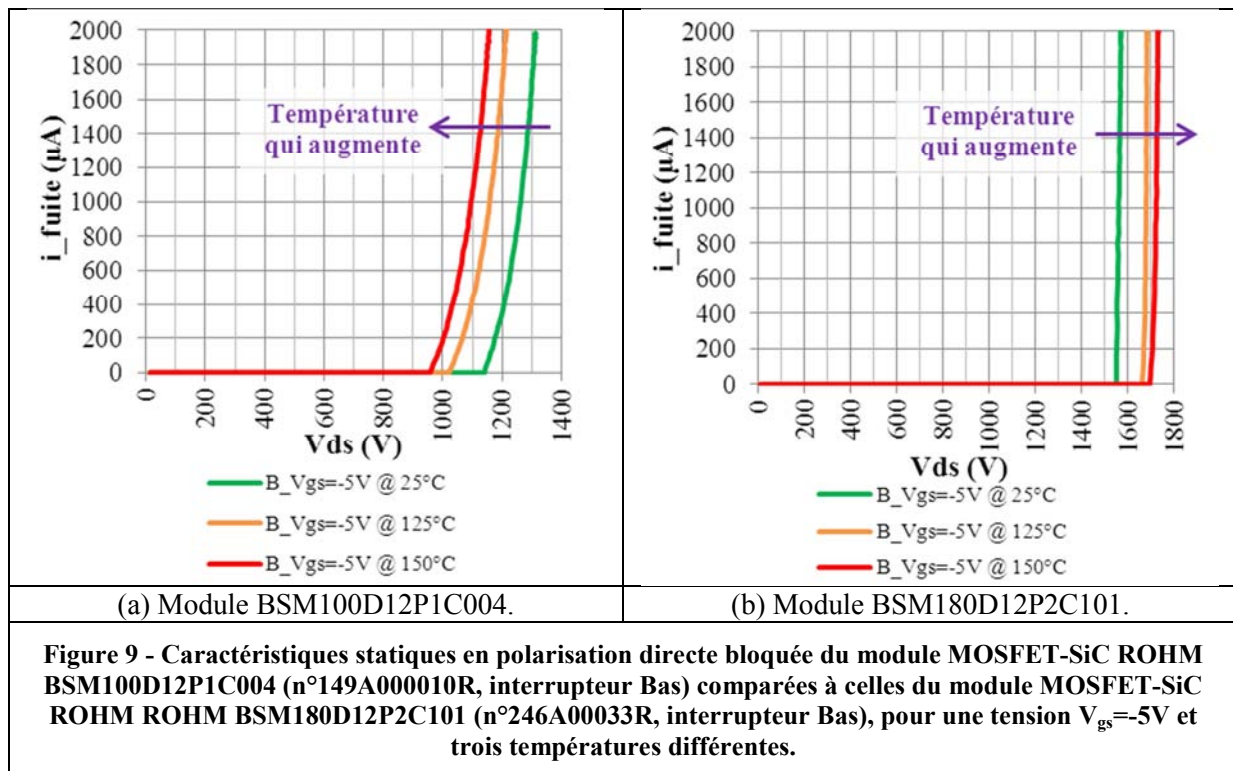 2000
1800
1600
1400
1200
1000
800
600
400
200
0
i_fuite (µA)
Température
qui augmente
0
200
400
600
800
1000
1200
1400
Vds (V)
B_Vgs=-5V @ 25°C
B_Vgs=-5V @ 125°C
B_Vgs=-5V @ 150°C
2000
1800
1600
1400
1200
1000
800
600
400
200
0
i_fuite (µA)
Température
qui augmente
0
200
400
600
800
1000
1200
1400
1600
1800
Vds (V)
B_Vgs=-5V @ 25°C
B_Vgs=-5V @ 125°C
B_Vgs=-5V @ 150°C
(a) Module BSM100D12P1C004.
(b) Module BSM180D12P2C101.
Figure 9 - Caractéristiques statiques en polarisation directe bloquée du module MOSFET-SiC ROHM
BSM100D12P1C004 (n°149A000010R, interrupteur Bas) comparées à celles du module MOSFET-SiC
ROHM ROHM BSM180D12P2C101 (n°246A00033R, interrupteur Bas), pour une tension Vgs=-5V et
trois températures différentes.